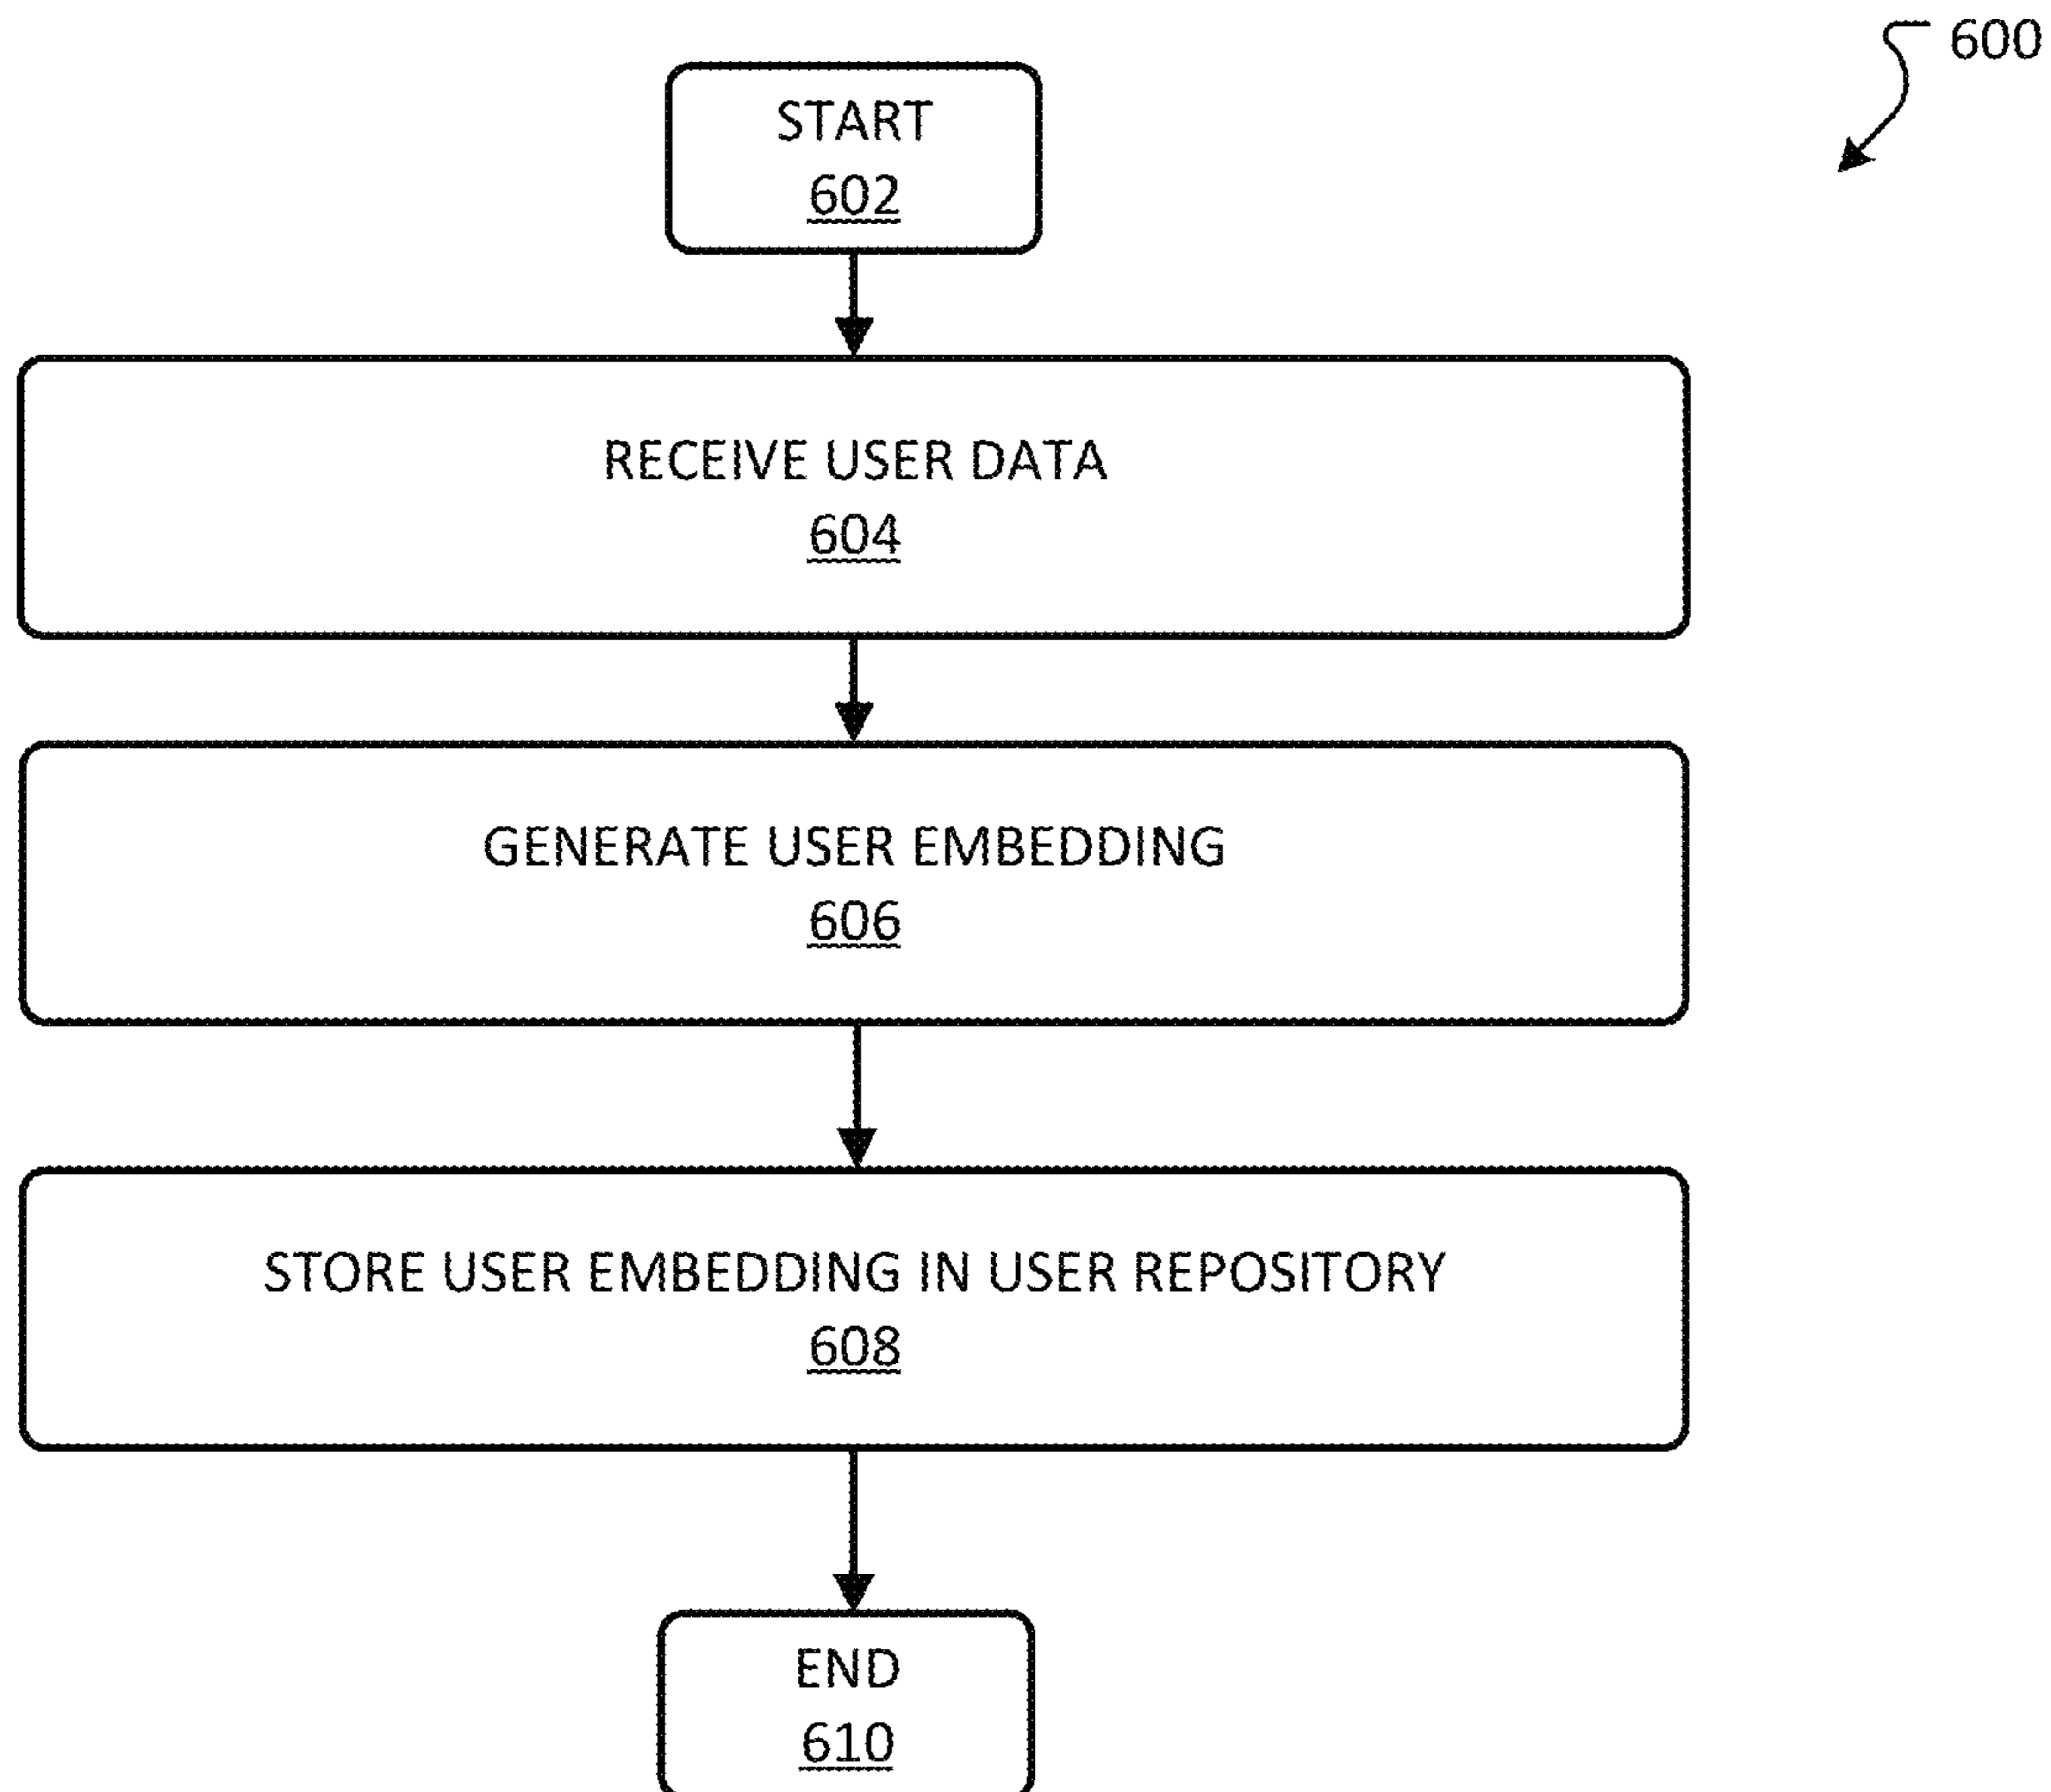 600
START
602
RECEIVE USER DATA
604
GENERATE USER EMBEDDING
606
STORE USER EMBEDDING IN USER REPOSITORY
608
END
610